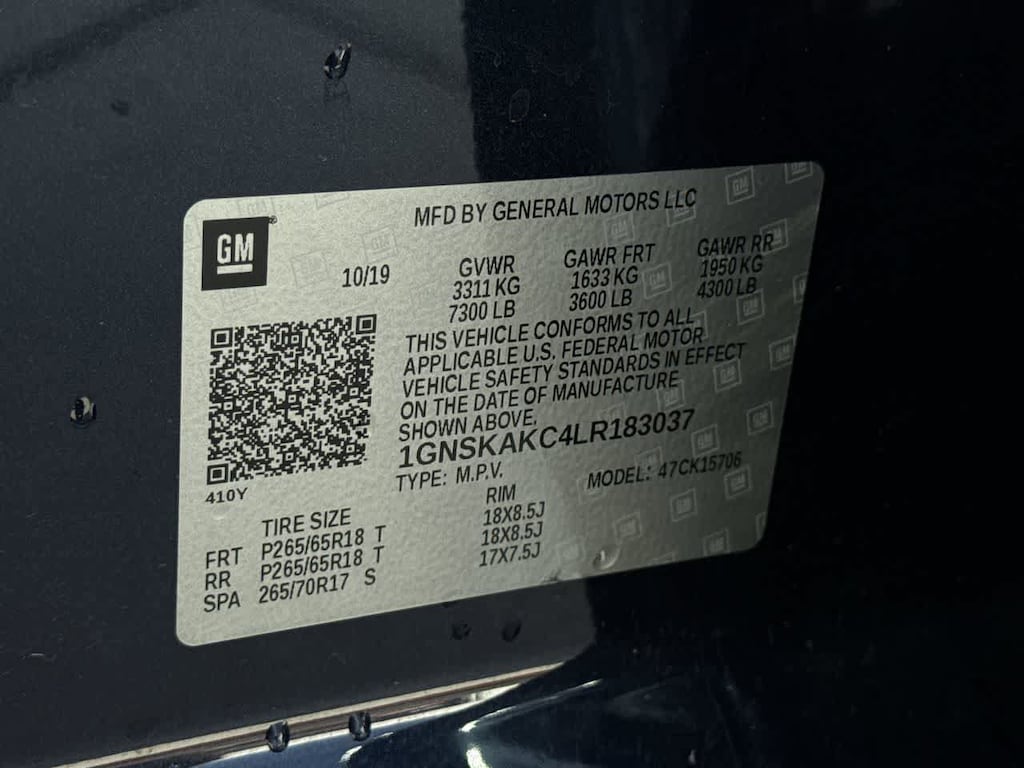 GM
MFD BY GENERAL MOTORS LLC
10/19 GVWR GAWR FRT GAWR RR
3311 KG 1633 KG 1950 KG
7300 LB 3600 LB 4300 LB
THIS VEHICLE CONFORMS TO ALL
APPLICABLE U.S. FEDERAL MOTOR
VEHICLE SAFETY STANDARDS IN EFFECT
ON THE DATE OF MANUFACTURE
SHOWN ABOVE.
1GNSKAKC4LR183037
TYPE: M.P.V. MODEL: 47CK15706
410Y
TIRE SIZE RIM
FRT P265/65R18 T 18X8.5J
RR P265/65R18 T 18X8.5J
SPA 265/70R17 S 17X7.5J